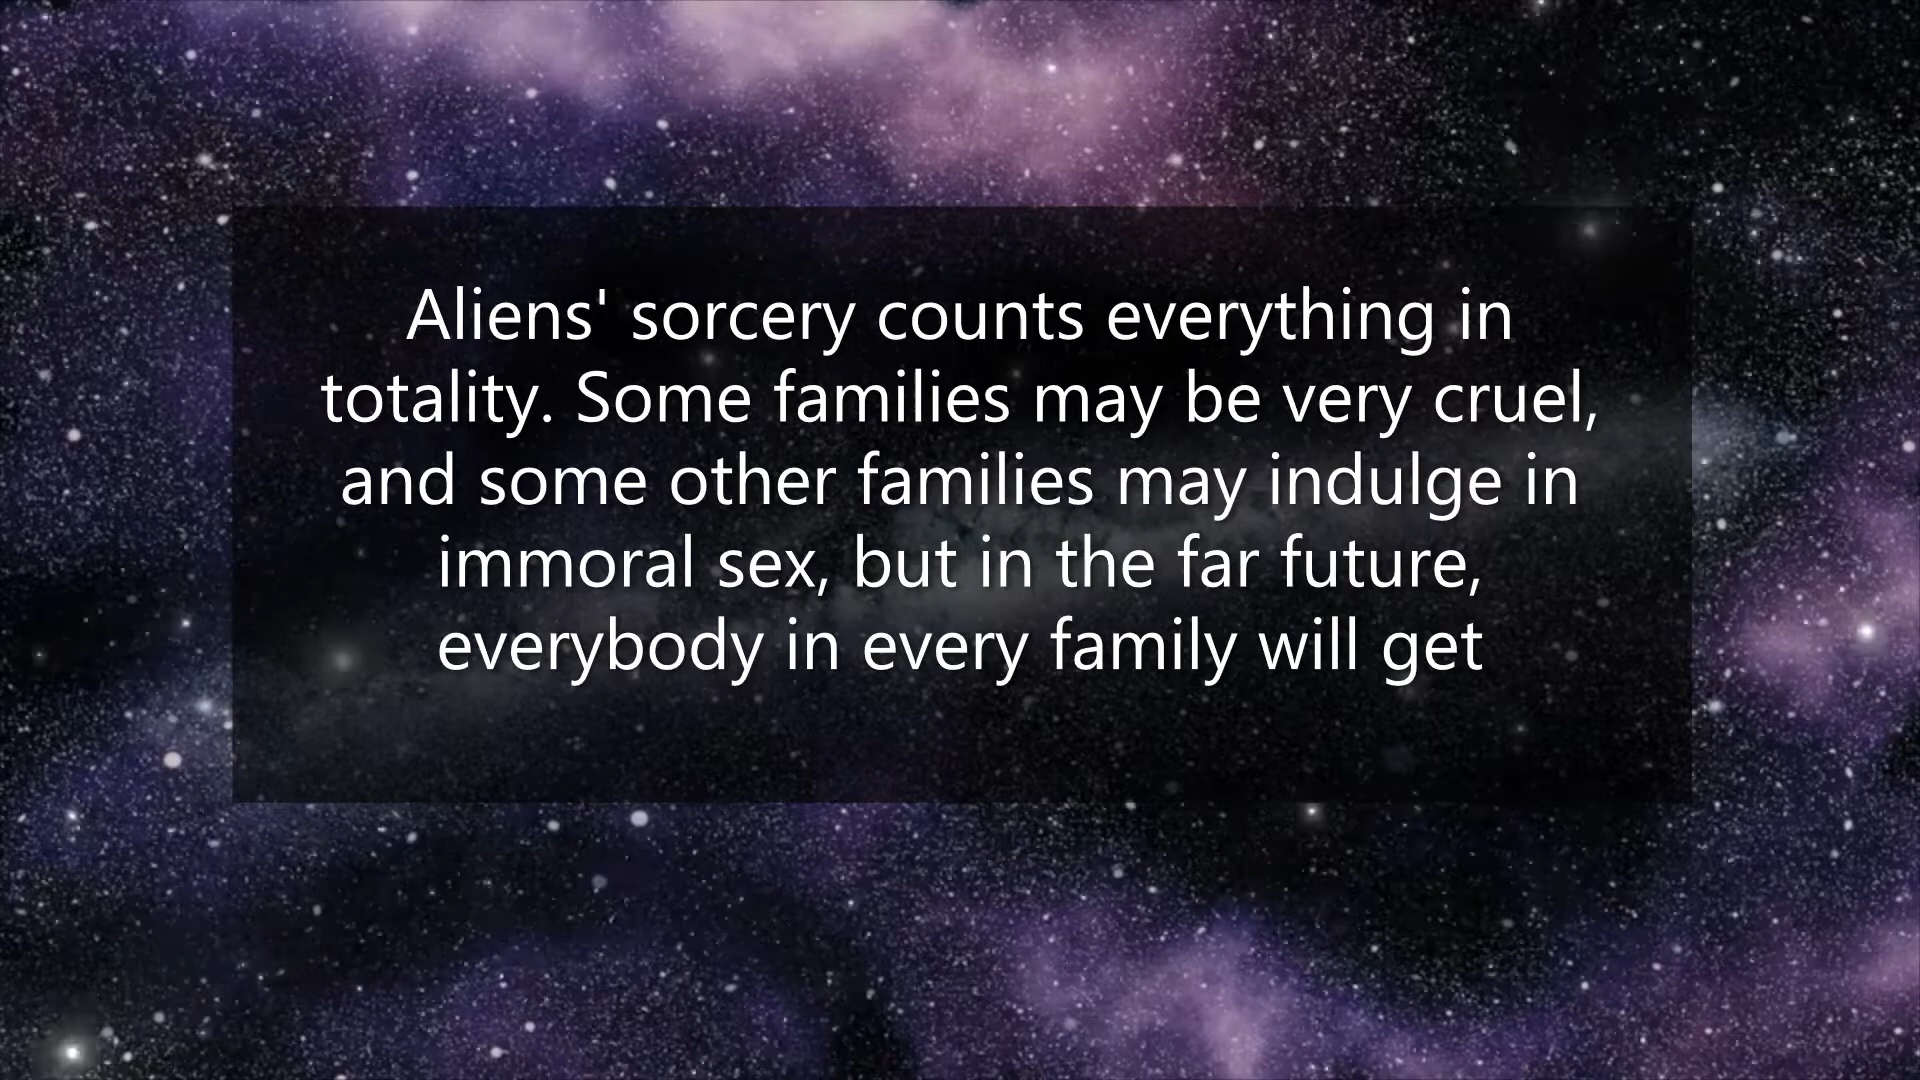 Aliens' sorcery counts everything in
totality. Some families may be very cruel,
and some other families may indulge in
immoral sex, but in the far future,
everybody in every family will get